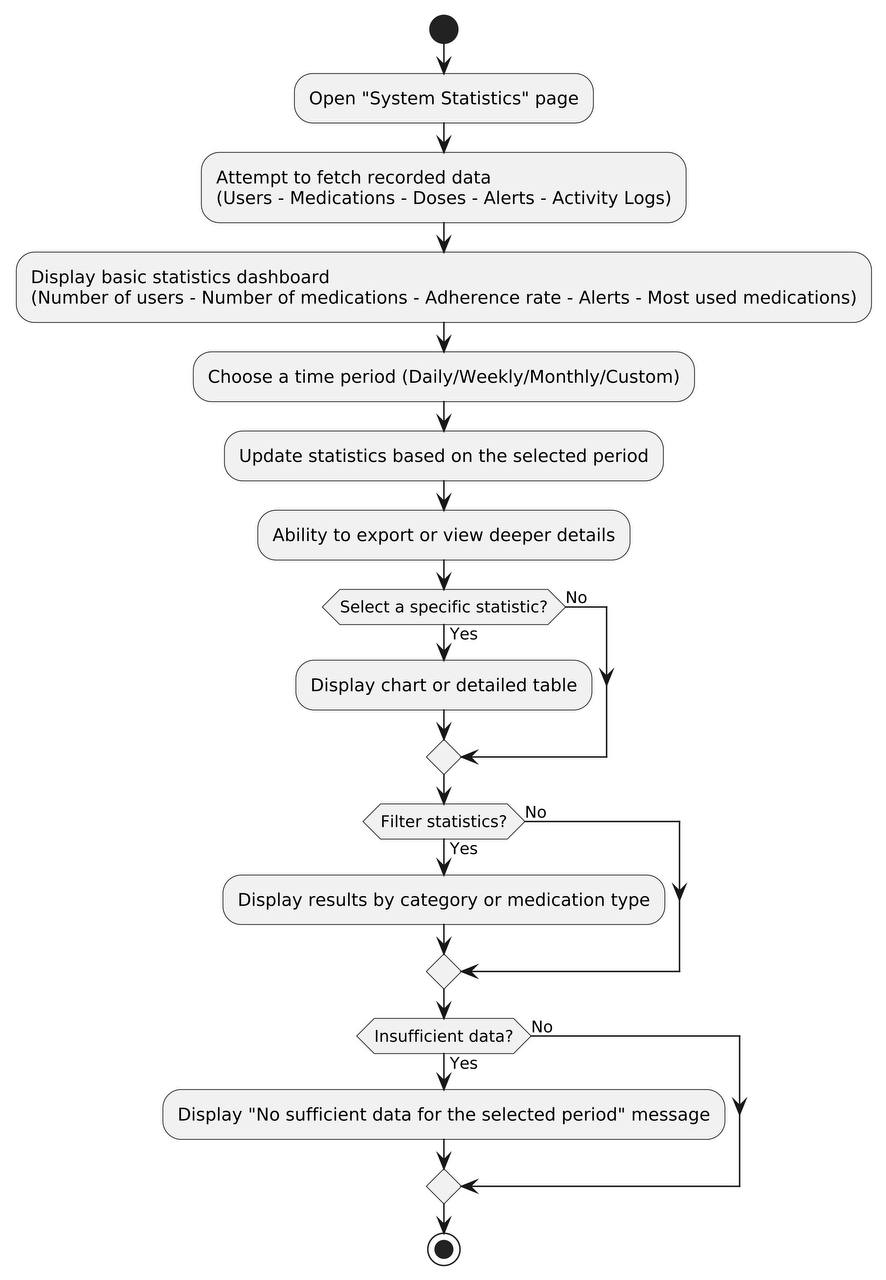 Open "System Statistics" page
Attempt to fetch recorded data
(Users - Medications - Doses - Alerts - Activity Logs)
Display basic statistics dashboard
(Number of users - Number of medications - Adherence rate - Alerts - Most used medications)
Choose a time period (Daily/Weekly/Monthly/Custom)
Update statistics based on the selected period
Ability to export or view deeper details
Select a specific statistic?
No
Yes
Display chart or detailed table
Filter statistics?
No
Yes
Display results by category or medication type
Insufficient data?
No
Yes
Display "No sufficient data for the selected period" message